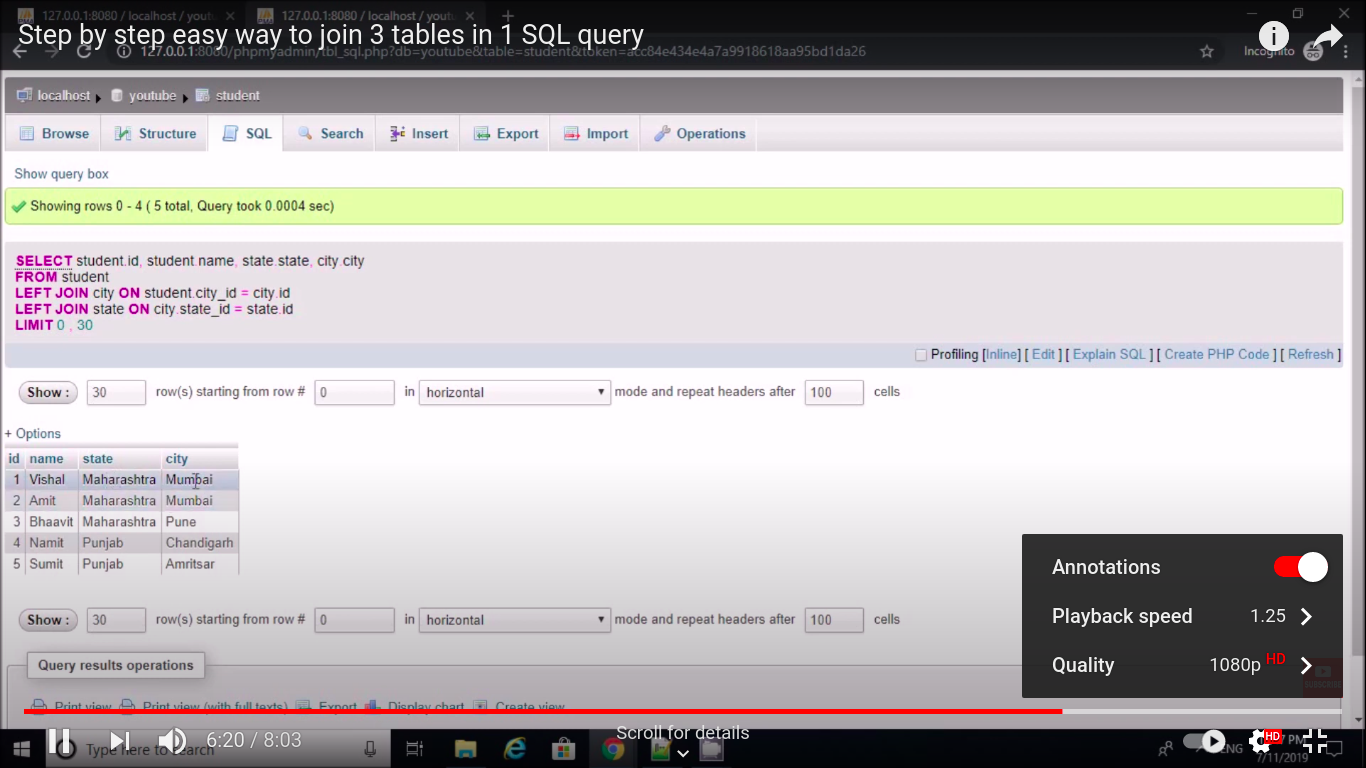 127.0.0.1:8080 / localhost / yout
127.0.0.1:8080 / localhost / yout
Step by step easy way to join 3 tables in 1 SQL query
127.0.0.1:8080/phpmyadmin/tbl_sql.php?db=youtube&table=student&token=acc84e434e4a7a9918618aa95bd1da26
Incognito
localhost youtube student
Browse Structure SQL Search Insert Export Import Operations
Show query box
Showing rows 0 - 4 ( 5 total, Query took 0.0004 sec)
SELECT student.id, student.name, state.state, city.city
FROM student
LEFT JOIN city ON student.city_id = city.id
LEFT JOIN state ON city.state_id = state.id
LIMIT 0 , 30
Profiling [Inline] [ Edit ] [ Explain SQL ] [ Create PHP Code ] [ Refresh ]
Show : 30 row(s) starting from row # 0 in horizontal mode and repeat headers after 100 cells
+ Options
id name state city
1 Vishal Maharashtra Mumbai
2 Amit Maharashtra Mumbai
3 Bhaavit Maharashtra Pune
4 Namit Punjab Chandigarh
5 Sumit Punjab Amritsar
Annotations
Playback speed 1.25
Quality 1080p HD
Show : 30 row(s) starting from row # 0 in horizontal mode and repeat headers after 100 cells
Query results operations
SUBSCRIBE
Print view Print view (with full texts) Export Display chart Create view
Scroll for details
Type here to search
6:20 / 8:03
HD
ENG
PM
7/11/2019